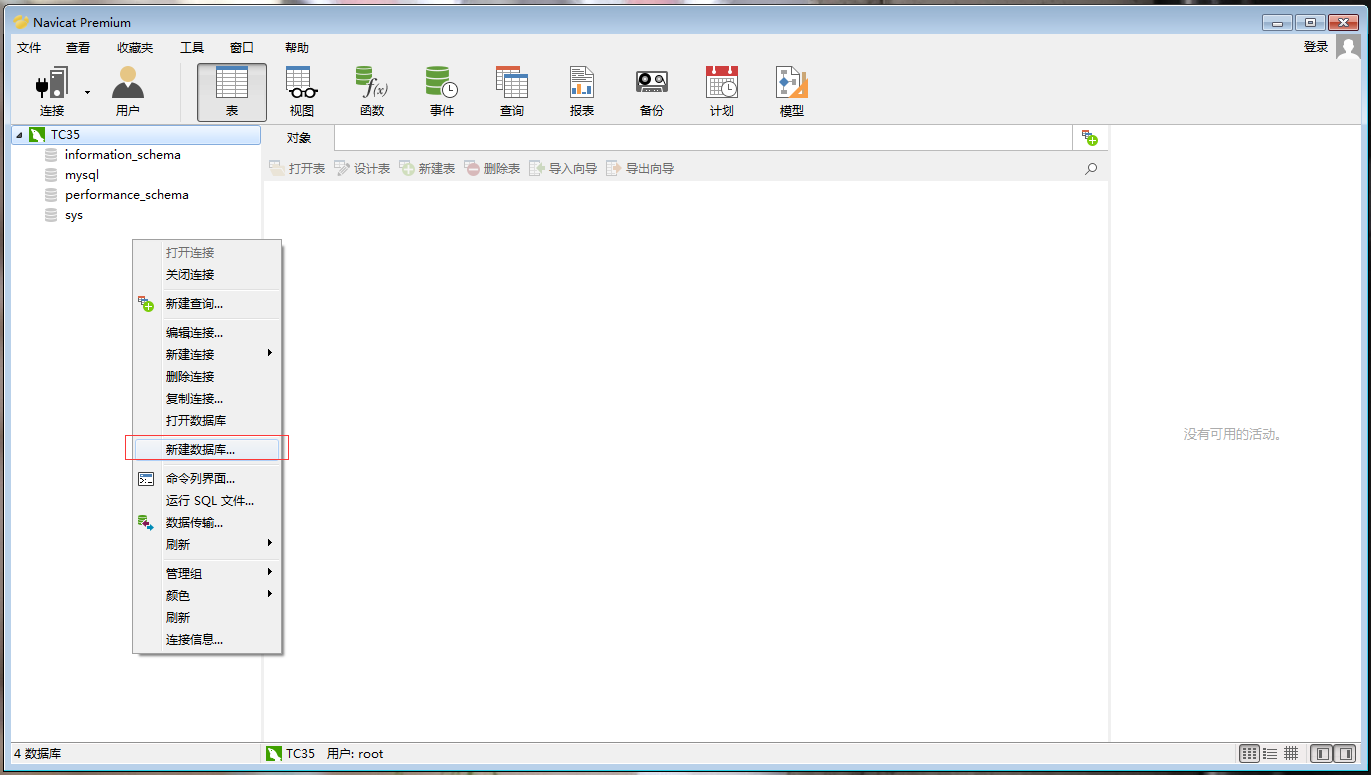 Navicat Premium
文件 查看 收藏夹 工具 窗口 帮助 登录
连接 用户 表 视图 函数 事件 查询 报表 备份 计划 模型
TC35
information_schema
mysql
performance_schema
sys
对象
打开表 设计表 新建表 删除表 导入向导 导出向导
打开连接
关闭连接
新建查询...
编辑连接...
新建连接
删除连接
复制连接...
打开数据库
新建数据库...
命令列界面...
运行 SQL 文件...
数据传输...
刷新
管理组
颜色
刷新
连接信息...
没有可用的活动。
4 数据库 TC35 用户: root